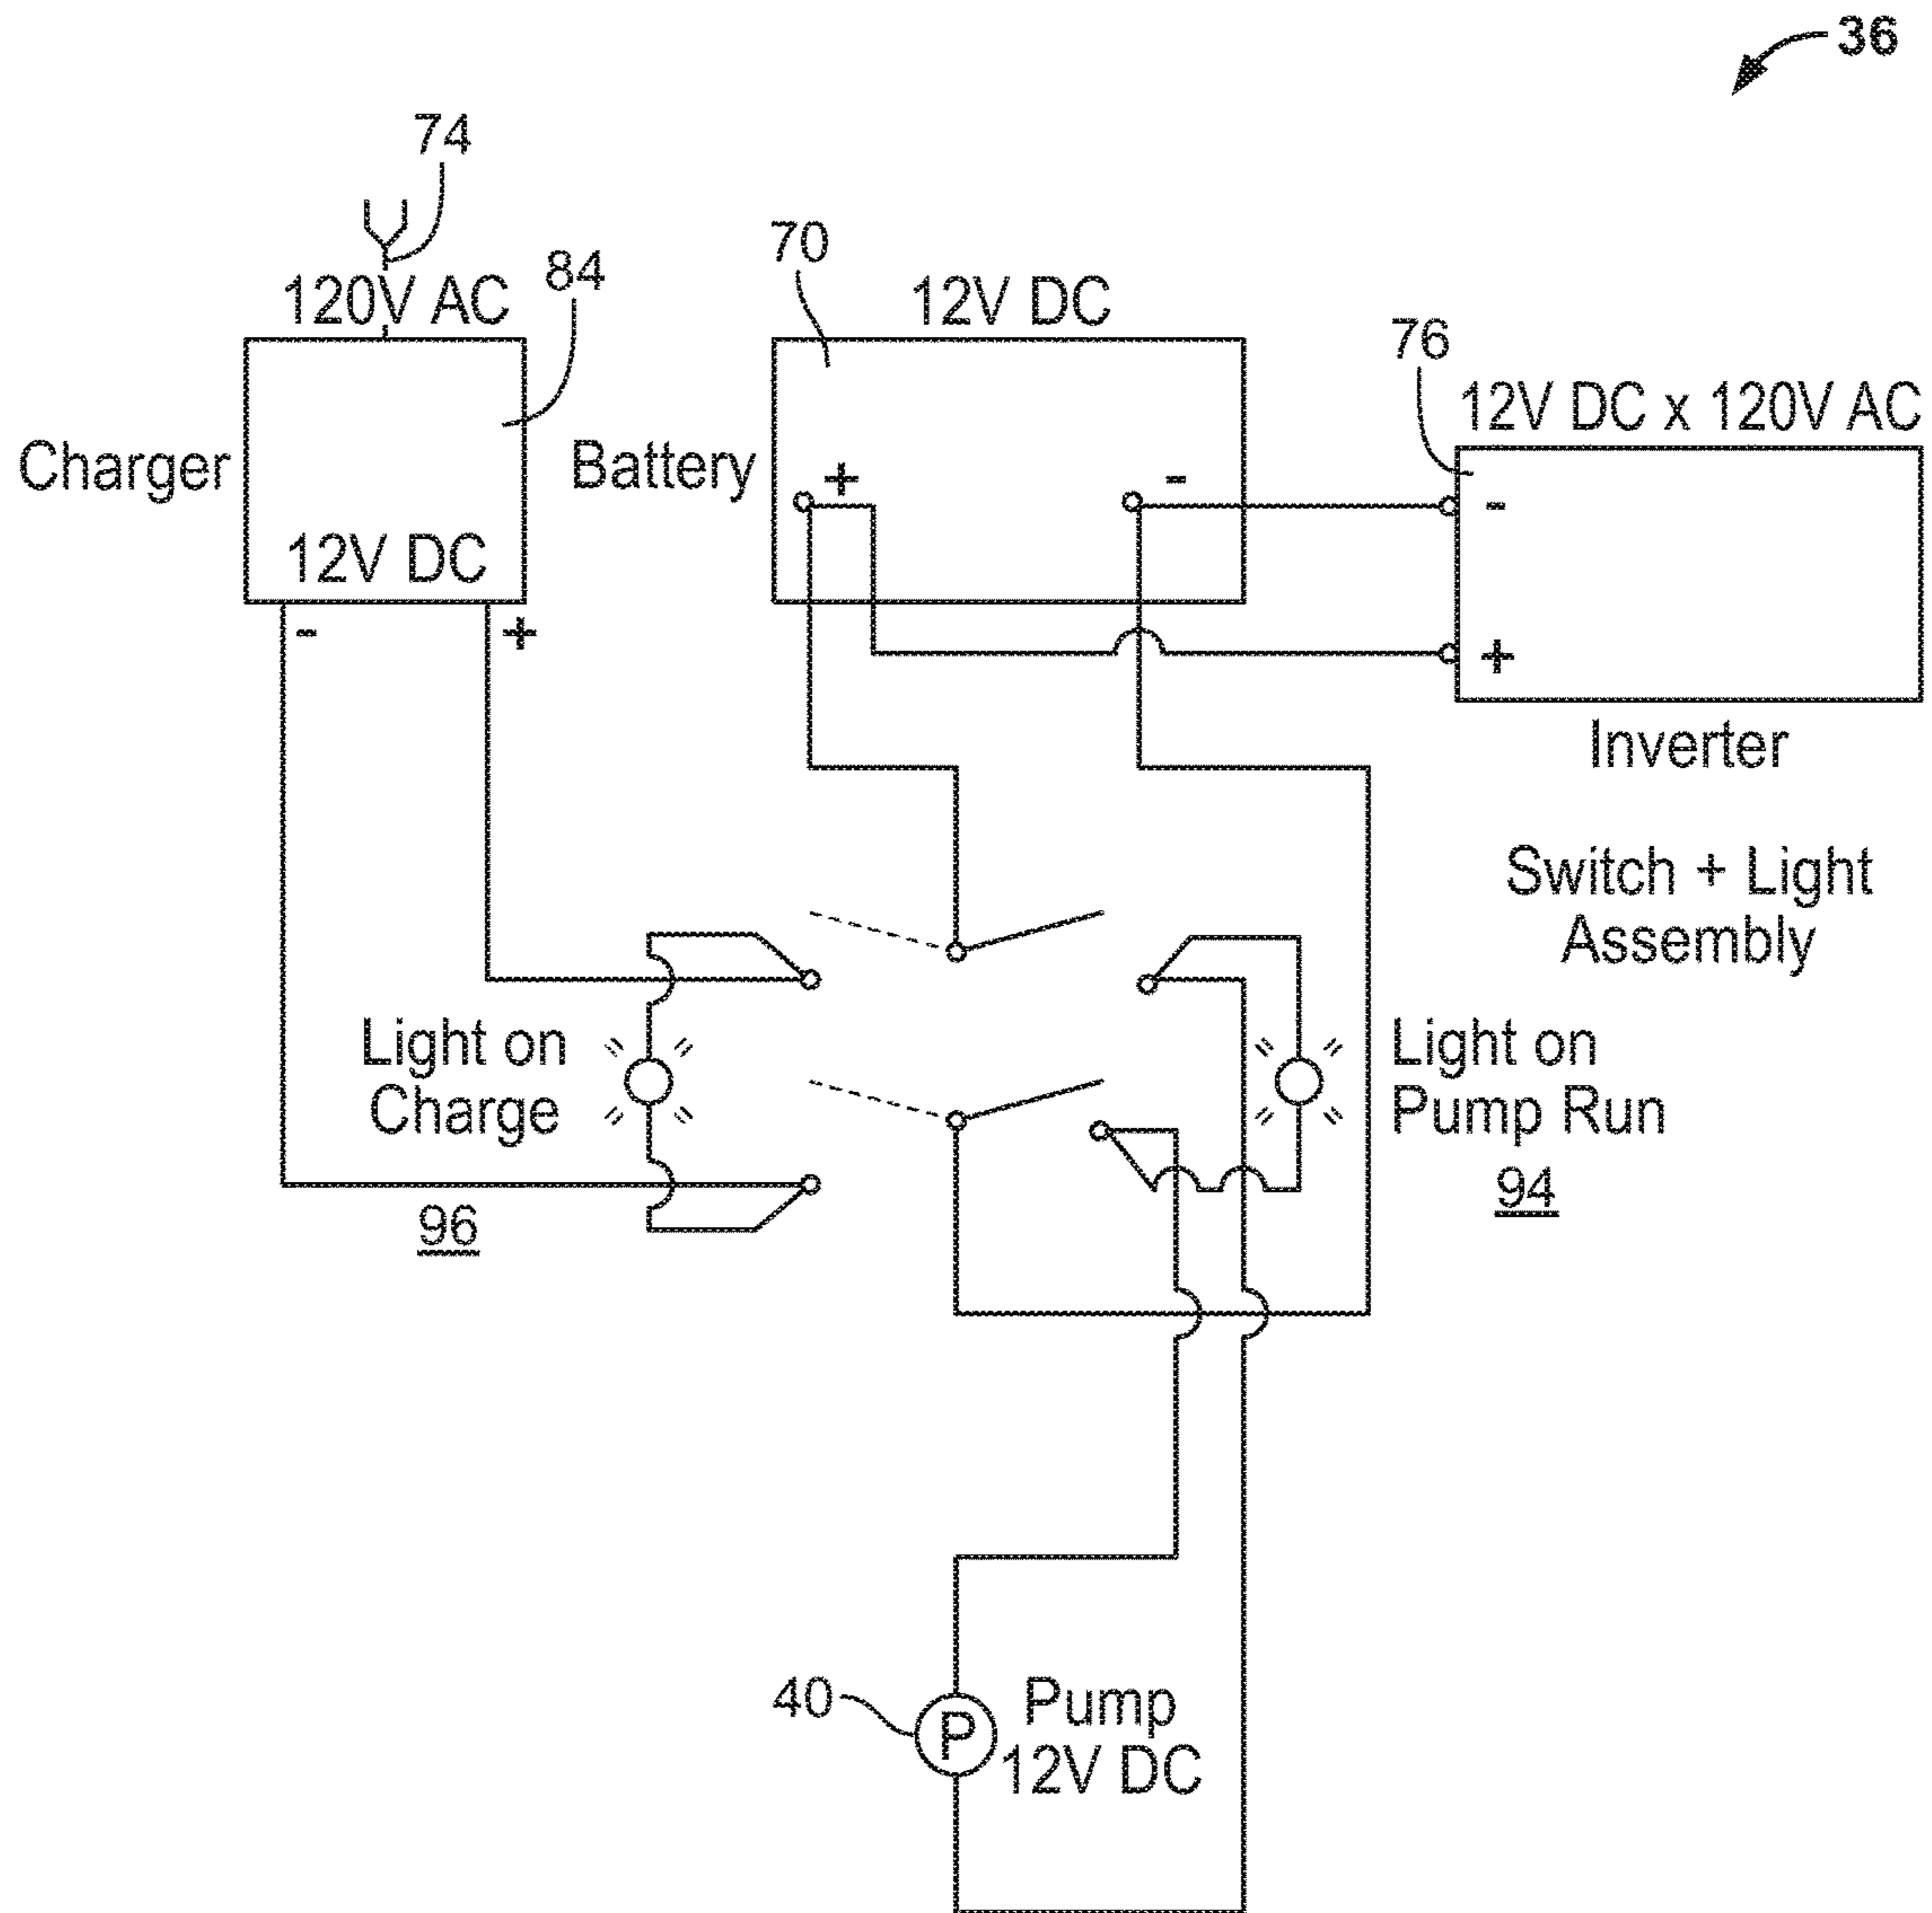 36
74
120V AC
84
Charger
12V DC
-
+
70
12V DC
Battery
+
-
76
12V DC x 120V AC
-
+
Inverter
Switch + Light
Assembly
Light on
Charge
96
Light on
Pump Run
94
40
P
Pump
12V DC